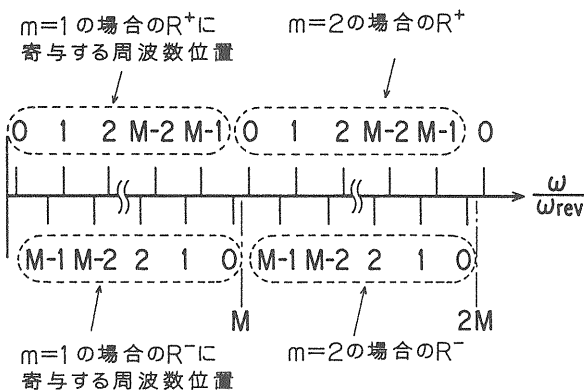 m=1の場合のR⁺に
寄与する周波数位置
m=2の場合のR⁺
0 1 2 M-2 M-1 0 1 2 M-2 M-1 0
ω/ωrev
M-1 M-2 2 1 0 M-1 M-2 2 1 0
M 2M
m=1の場合のR⁻に
寄与する周波数位置
m=2の場合のR⁻